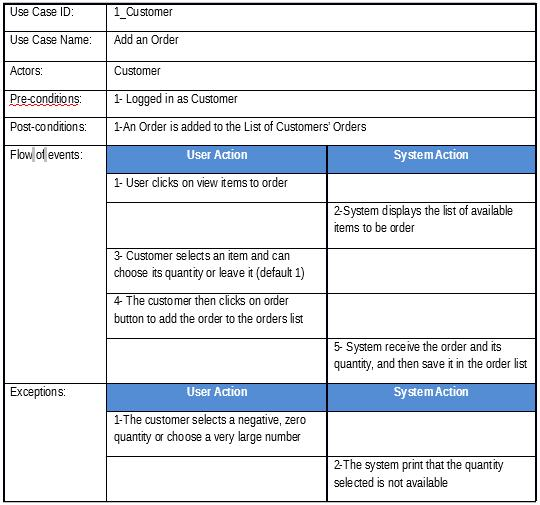 Use Case ID: 1_Customer
Use Case Name: Add an Order
Actors: Customer
Pre-conditions: 1- Logged in as Customer
Post-conditions: 1-An Order is added to the List of Customers' Orders
Flow of events: User Action System Action
1- User clicks on view items to order
2-System displays the list of available
items to be order
3- Customer selects an item and can
choose its quantity or leave it (default 1)
4- The customer then clicks on order
button to add the order to the orders list
5- System receive the order and its
quantity, and then save it in the order list
Exceptions: User Action System Action
1-The customer selects a negative, zero
quantity or choose a very large number
2-The system print that the quantity
selected is not available